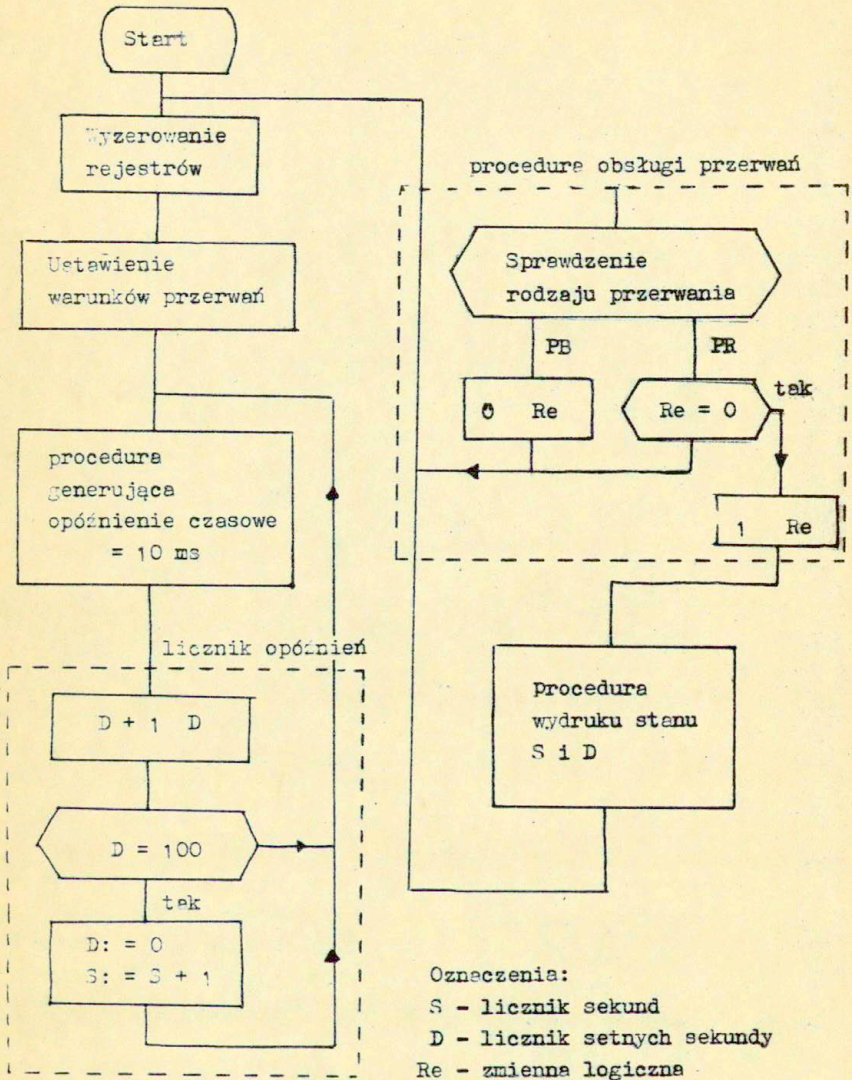 Start
Wyzerowanie
rejestrów
Ustawienie
warunków przerwań
procedura
generująca
opóźnienie czasowe
= 10 ms
licznik opóźnień
D + 1 D
D = 100
tak
D: = 0
S: = S + 1
procedura obsługi przerwań
Sprawdzenie
rodzaju przerwania
PB
PR
0 Re
Re = 0
tak
1 Re
procedura
wydruku stanu
S i D
Oznaczenia:
S - licznik sekund
D - licznik setnych sekundy
Re - zmienna logiczna